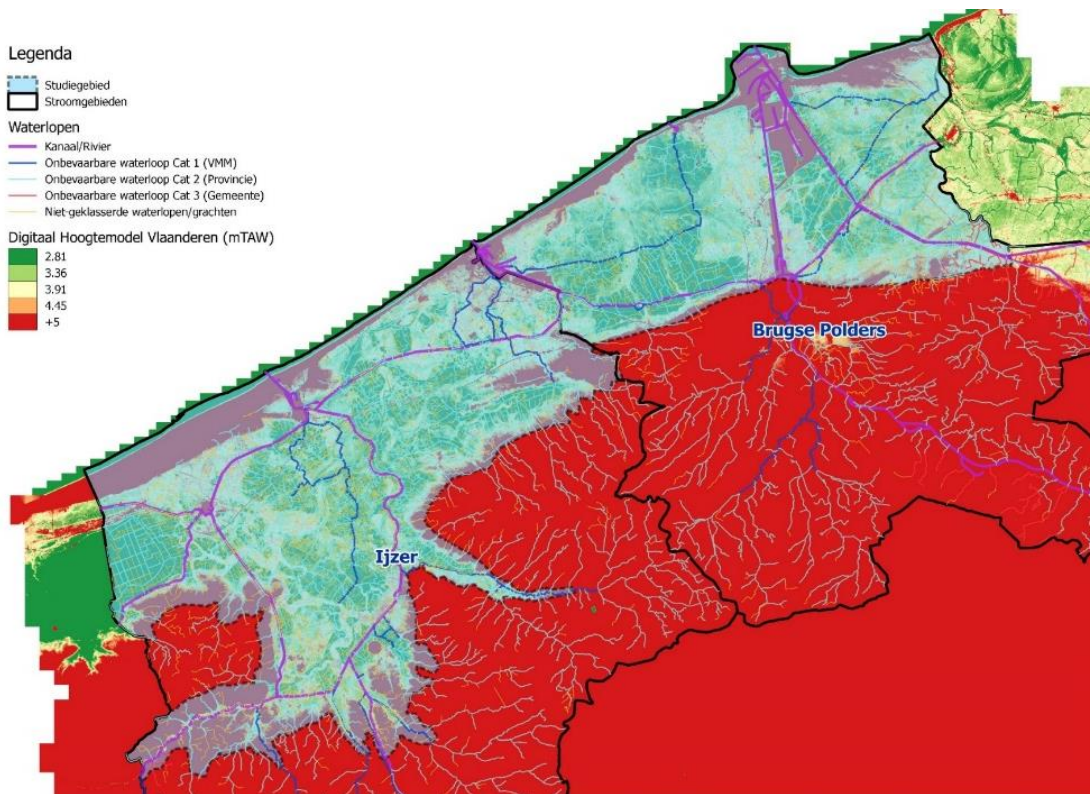 Legenda
Studiegebied
Stroomgebieden
Waterlopen
Kanaal/Rivier
Onbevaarbare waterloop Cat 1 (VMM)
Onbevaarbare waterloop Cat 2 (Provincie)
Onbevaarbare waterloop Cat 3 (Gemeente)
Niet-geklasserde waterlopen/grachten
Digitaal Hoogtemodel Vlaanderen (mTAW)
2.81
3.36
3.91
4.45
+5
Brugse Polders
Ijzer